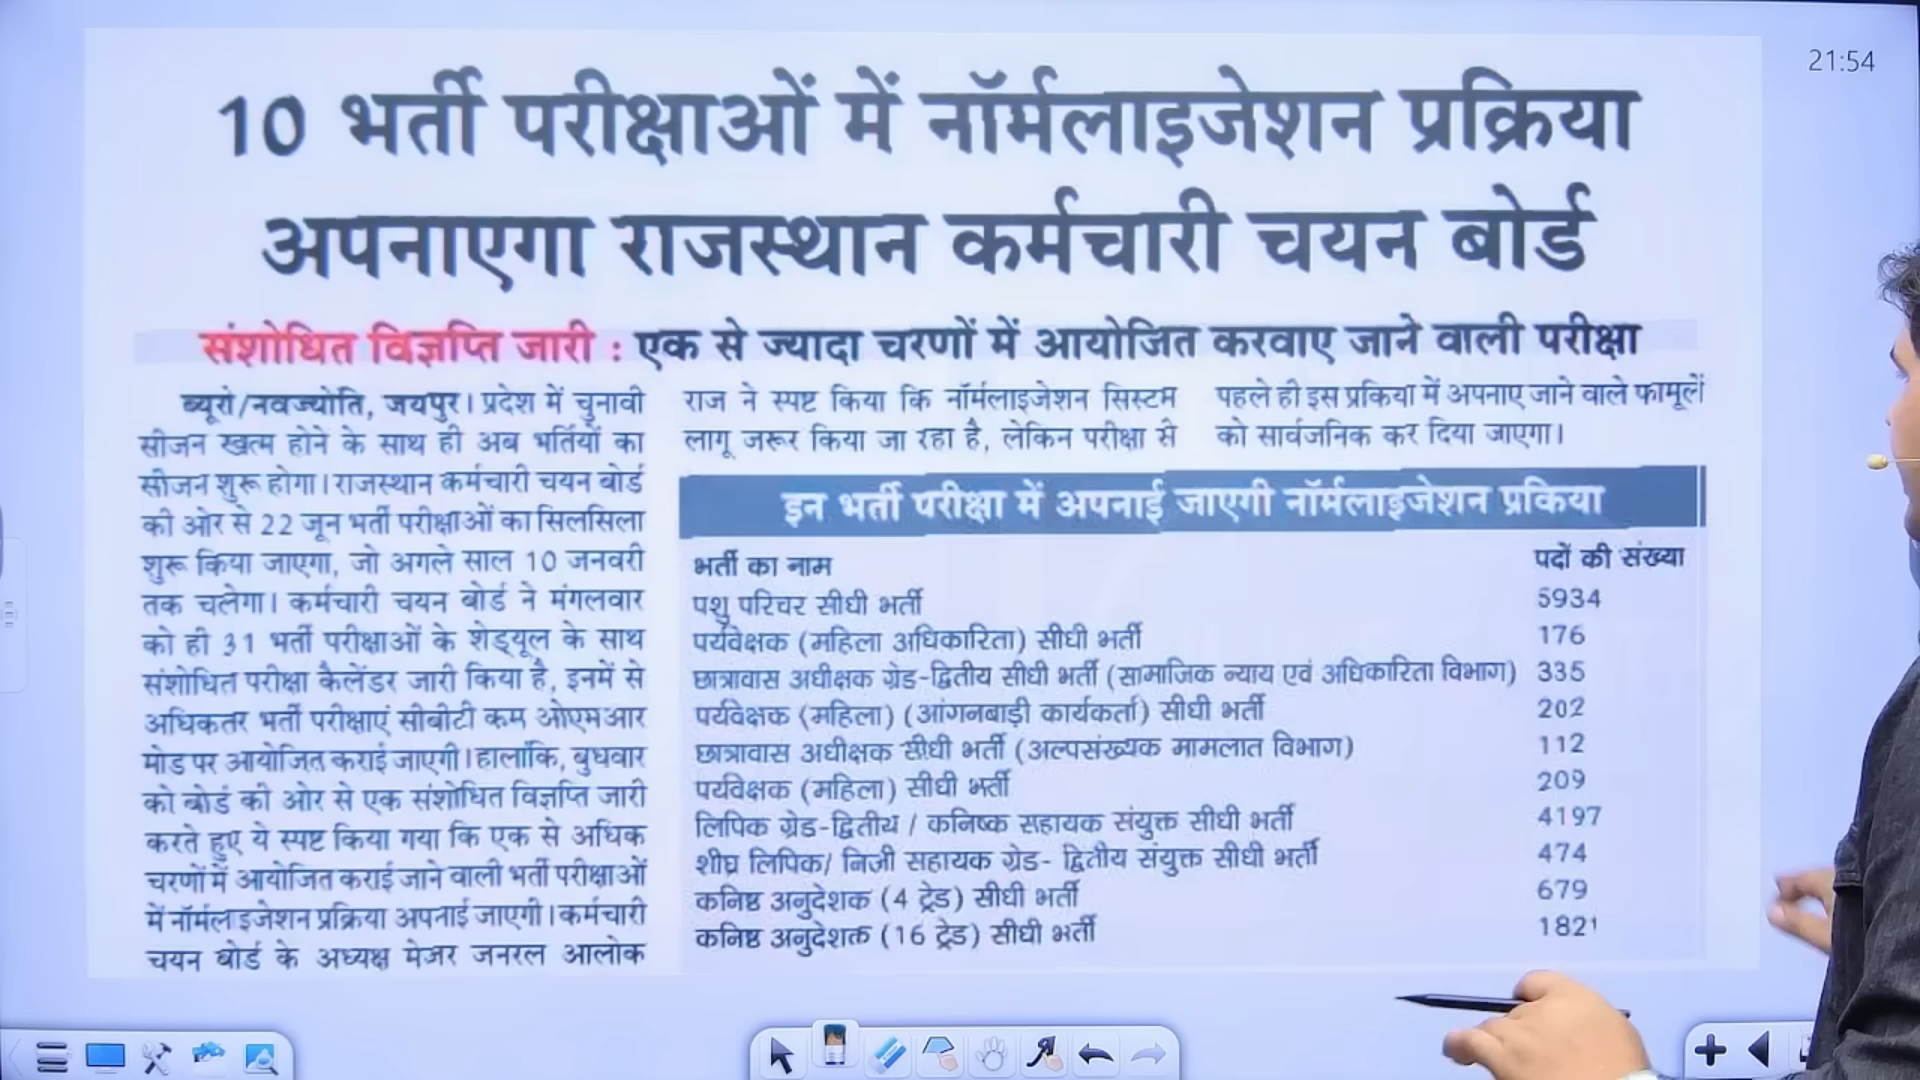 21:54
10 भर्ती परीक्षाओं में नॉर्मलाइजेशन प्रक्रिया
अपनाएगा राजस्थान कर्मचारी चयन बोर्ड
संशोधित विज्ञप्ति जारी : एक से ज्यादा चरणों में आयोजित करवाए जाने वाली परीक्षा
ब्यूरो/नवज्योति, जयपुर। प्रदेश में चुनावी
सीजन खत्म होने के साथ ही अब भर्तियों का
सीजन शुरू होगा। राजस्थान कर्मचारी चयन बोर्ड
की ओर से 22 जून भर्ती परीक्षाओं का सिलसिला
शुरू किया जाएगा, जो अगले साल 10 जनवरी
तक चलेगा। कर्मचारी चयन बोर्ड ने मंगलवार
को ही 31 भर्ती परीक्षाओं के शेड्यूल के साथ
संशोधित परीक्षा कैलेंडर जारी किया है, इनमें से
अधिकतर भर्ती परीक्षाएं सीबीटी कम ओएमआर
मोड पर आयोजित कराई जाएगी। हालांकि, बुधवार
को बोर्ड की ओर से एक संशोधित विज्ञप्ति जारी
करते हुए ये स्पष्ट किया गया कि एक से अधिक
चरणों में आयोजित कराई जाने वाली भर्ती परीक्षाओं
में नॉर्मलाइजेशन प्रक्रिया अपनाई जाएगी। कर्मचारी
चयन बोर्ड के अध्यक्ष मेजर जनरल आलोक
राज ने स्पष्ट किया कि नॉर्मलाइजेशन सिस्टम
लागू जरूर किया जा रहा है, लेकिन परीक्षा से
पहले ही इस प्रकिया में अपनाए जाने वाले फामूलें
को सार्वजनिक कर दिया जाएगा।
इन भर्ती परीक्षा में अपनाई जाएगी नॉर्मलाइजेशन प्रकिया
भर्ती का नाम पदों की संख्या
पशु परिचर सीधी भर्ती 5934
पर्यवेक्षक (महिला अधिकारिता) सीधी भर्ती 176
छात्रावास अधीक्षक ग्रेड-द्वितीय सीधी भर्ती (सामाजिक न्याय एवं अधिकारिता विभाग) 335
पर्यवेक्षक (महिला) (आंगनबाड़ी कार्यकर्ता) सीधी भर्ती 202
छात्रावास अधीक्षक सीधी भर्ती (अल्पसंख्यक मामलात विभाग) 112
पर्यवेक्षक (महिला) सीधी भर्ती 209
लिपिक ग्रेड-द्वितीय / कनिष्क सहायक संयुक्त सीधी भर्ती 4197
शीघ्र लिपिक/ निजी सहायक ग्रेड- द्वितीय संयुक्त सीधी भर्ती 474
कनिष्ठ अनुदेशक (4 ट्रेड) सीधी भर्ती 679
कनिष्ठ अनुदेशक (16 ट्रेड) सीधी भर्ती 1821